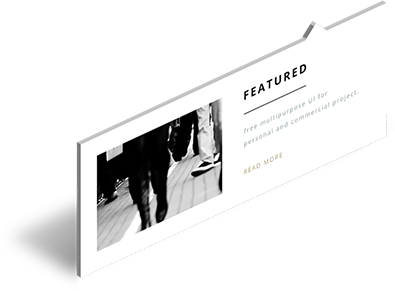 FEATURED
free multipurpose UI for
personal and commercial project.
READ MORE